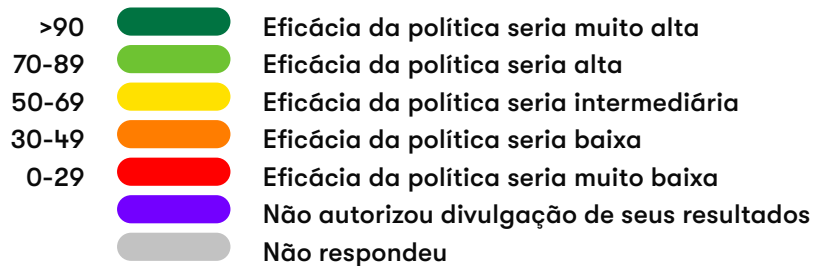 >90 Eficácia da política seria muito alta
70-89 Eficácia da política seria alta
50-69 Eficácia da política seria intermediária
30-49 Eficácia da política seria baixa
0-29 Eficácia da política seria muito baixa
Não autorizou divulgação de seus resultados
Não respondeu